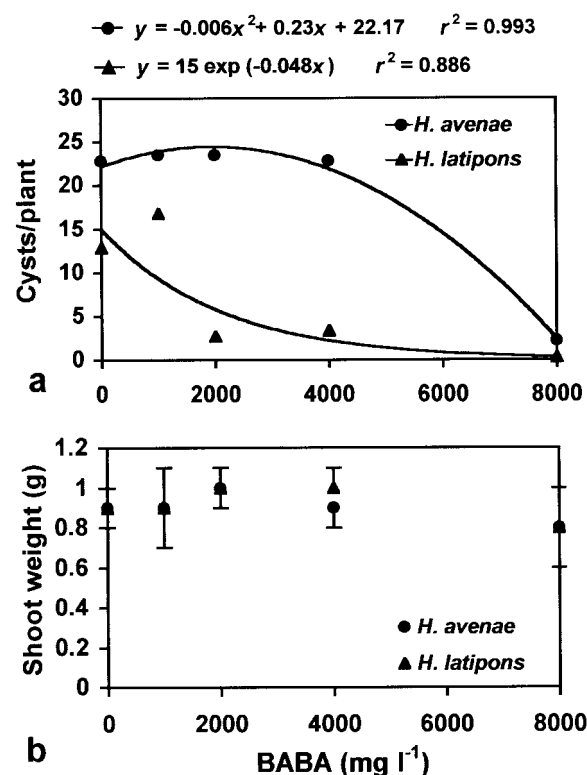 y = -0.006x²+ 0.23x + 22.17 r² = 0.993
y = 15 exp (-0.048x) r² = 0.886
30
25
20
15
10
5
0
Cysts/plant
H. avenae
H. latipons
0 2000 4000 6000 8000
a
1.2
1
0.8
0.6
0.4
0.2
0
Shoot weight (g)
H. avenae
H. latipons
0 2000 4000 6000 8000
b
BABA (mg l⁻¹)